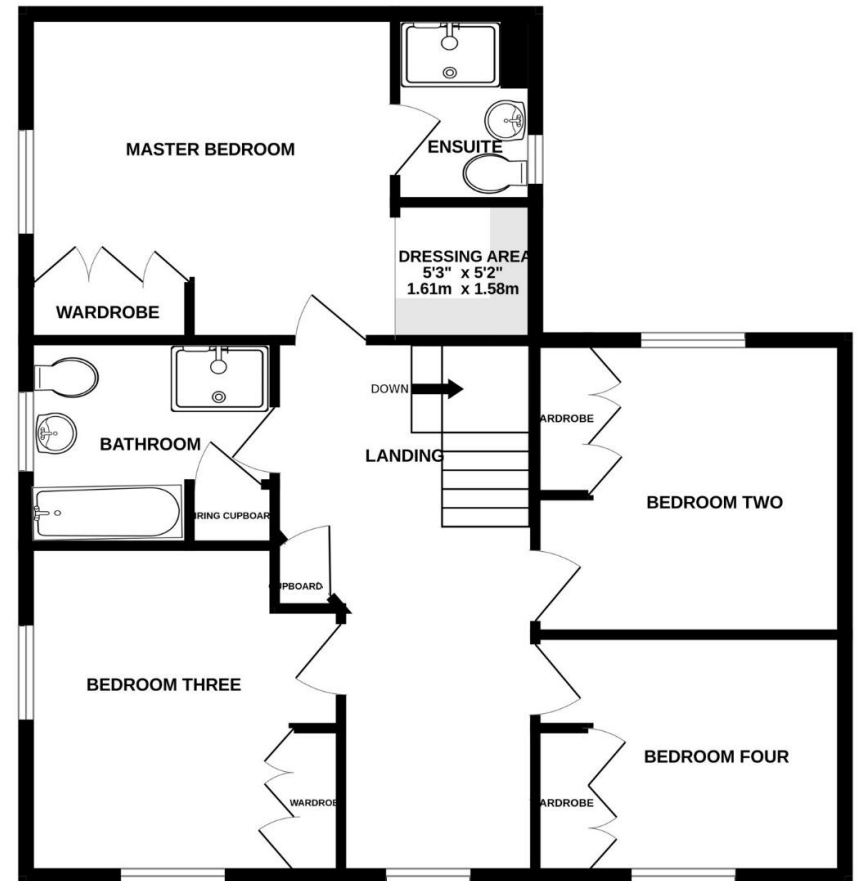 MASTER BEDROOM
ENSUITE
DRESSING AREA
5'3" x 5'2"
1.61m x 1.58m
WARDROBE
DOWN
BATHROOM
LANDING
ARDROBE
BEDROOM TWO
IRING CUPBOAR
UPBOARD
BEDROOM THREE
BEDROOM FOUR
WARDROBE
ARDROBE